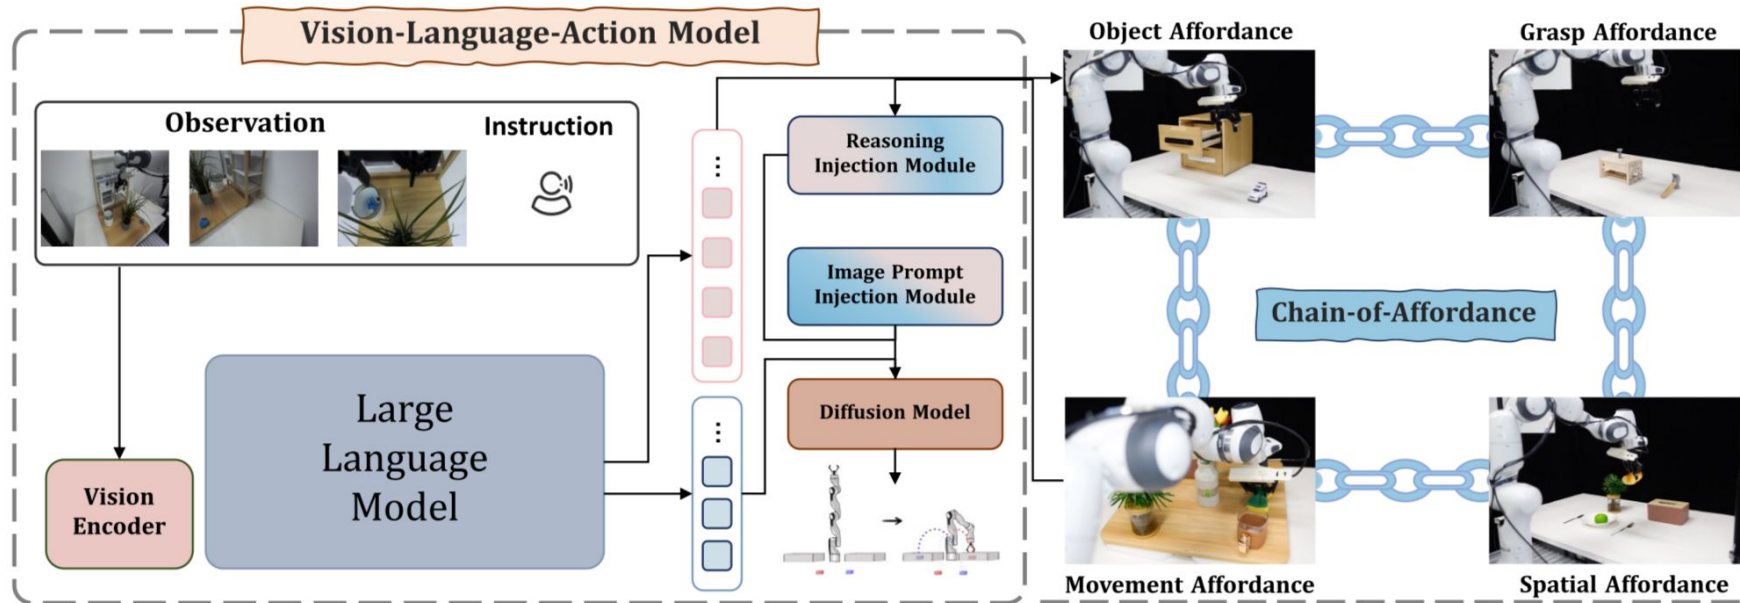 Vision-Language-Action Model
Observation
Instruction
Vision
Encoder
Large
Language
Model
...
...
Reasoning
Injection Module
Image Prompt
Injection Module
Diffusion Model
Object Affordance
Grasp Affordance
Chain-of-Affordance
Movement Affordance
Spatial Affordance